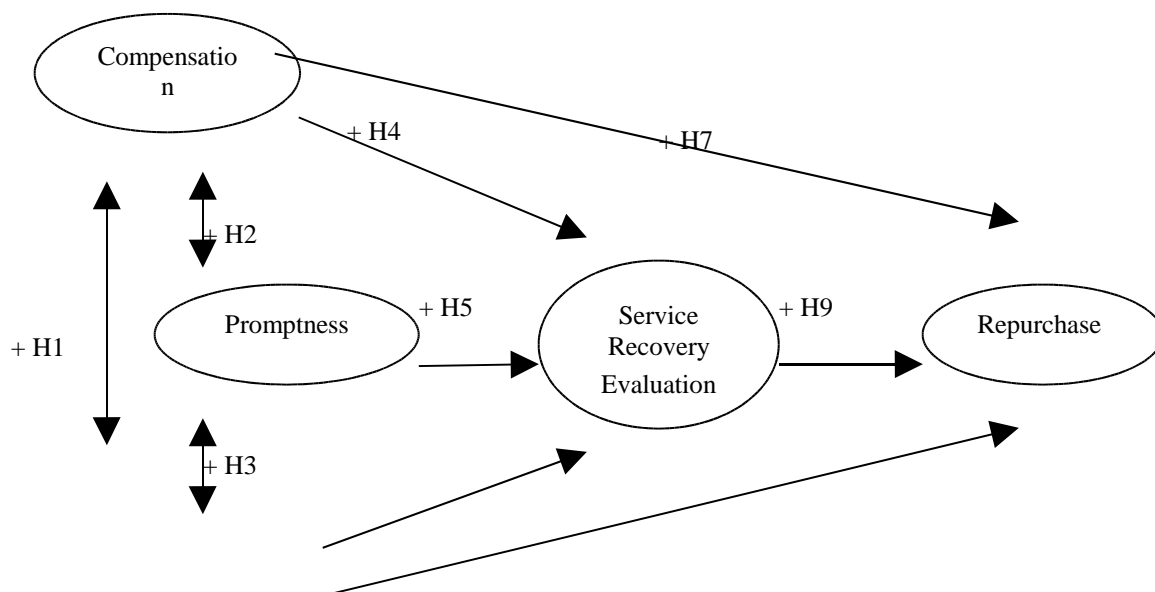 Compensatio
n
+ H4
+ H7
+ H2
Promptness
+ H5
Service
Recovery
Evaluation
+ H9
Repurchase
+ H1
+ H3